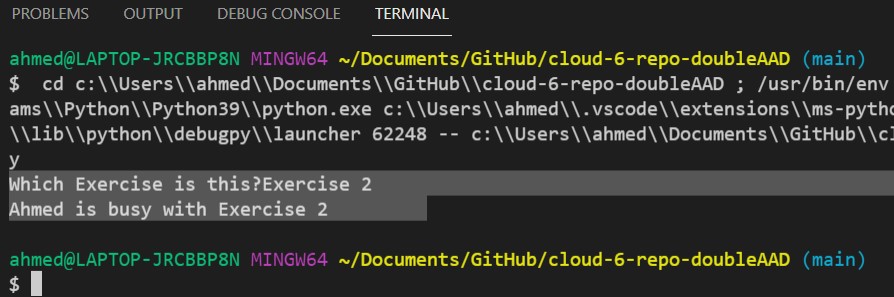 PROBLEMS OUTPUT DEBUG CONSOLE TERMINAL
ahmed@LAPTOP-JRCBBP8N MINGW64 ~/Documents/GitHub/cloud-6-repo-doubleAAD (main)
$  cd c:\\Users\\ahmed\\Documents\\GitHub\\cloud-6-repo-doubleAAD ; /usr/bin/env
ams\\Python\\Python39\\python.exe c:\\Users\\ahmed\\.vscode\\extensions\\ms-pytho
\\lib\\python\\debugpy\\launcher 62248 -- c:\\Users\\ahmed\\Documents\\GitHub\\cl
y
Which Exercise is this?Exercise 2
Ahmed is busy with Exercise 2
ahmed@LAPTOP-JRCBBP8N MINGW64 ~/Documents/GitHub/cloud-6-repo-doubleAAD (main)
$